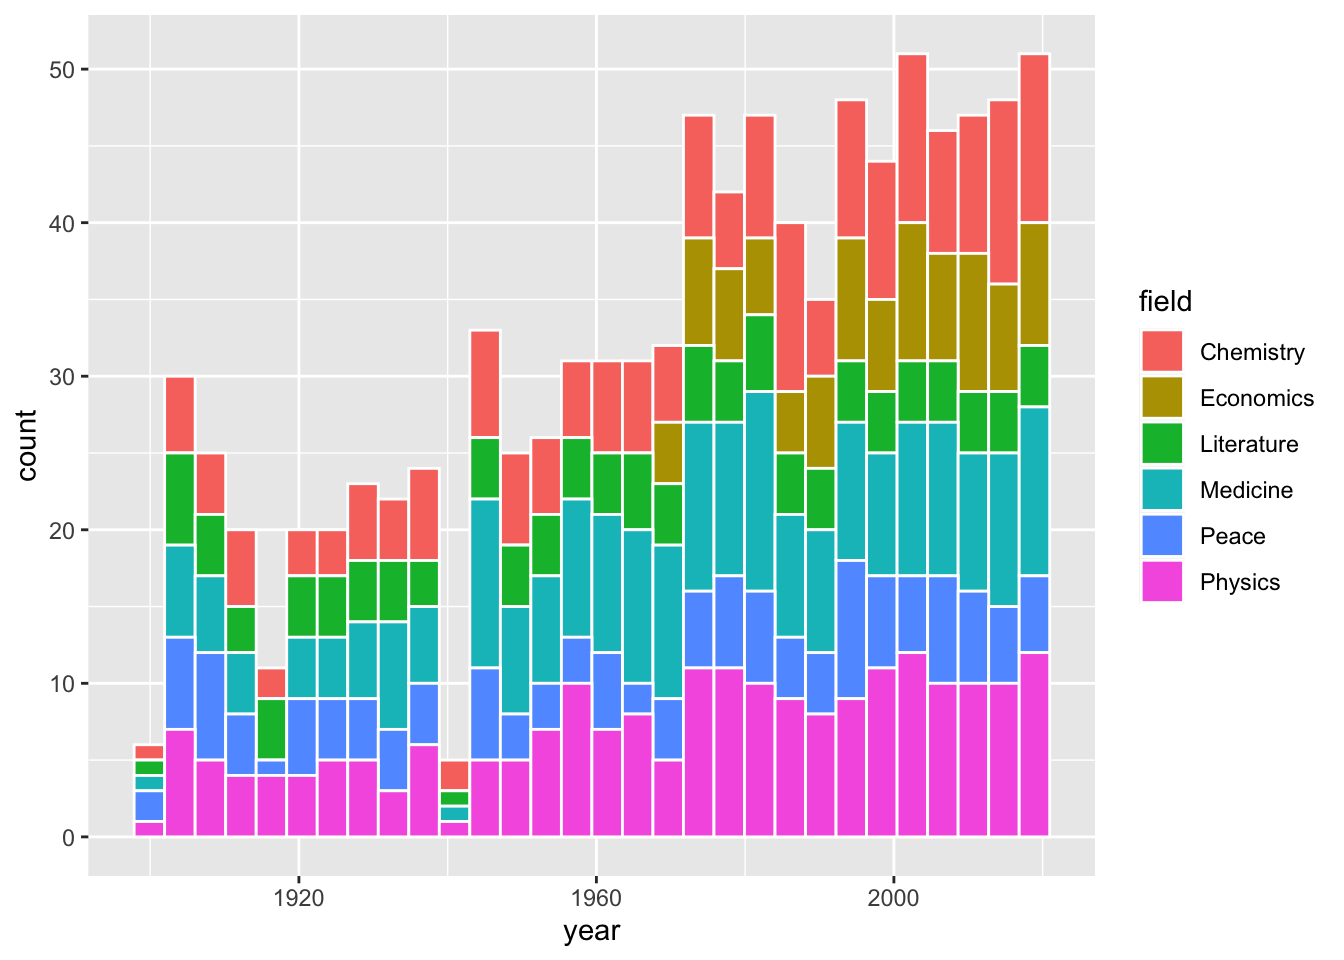 50
40
30
20
10
0
count
1920 1960 2000
year
field
Chemistry
Economics
Literature
Medicine
Peace
Physics